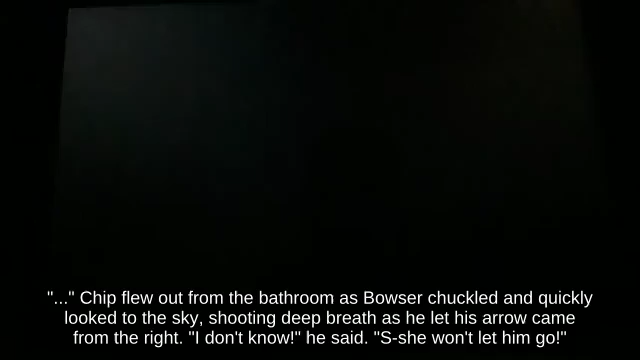 "..." Chip flew out from the bathroom as Bowser chuckled and quickly
looked to the sky, shooting deep breath as he let his arrow came
from the right. "I don't know!" he said. "S-she won't let him go!"